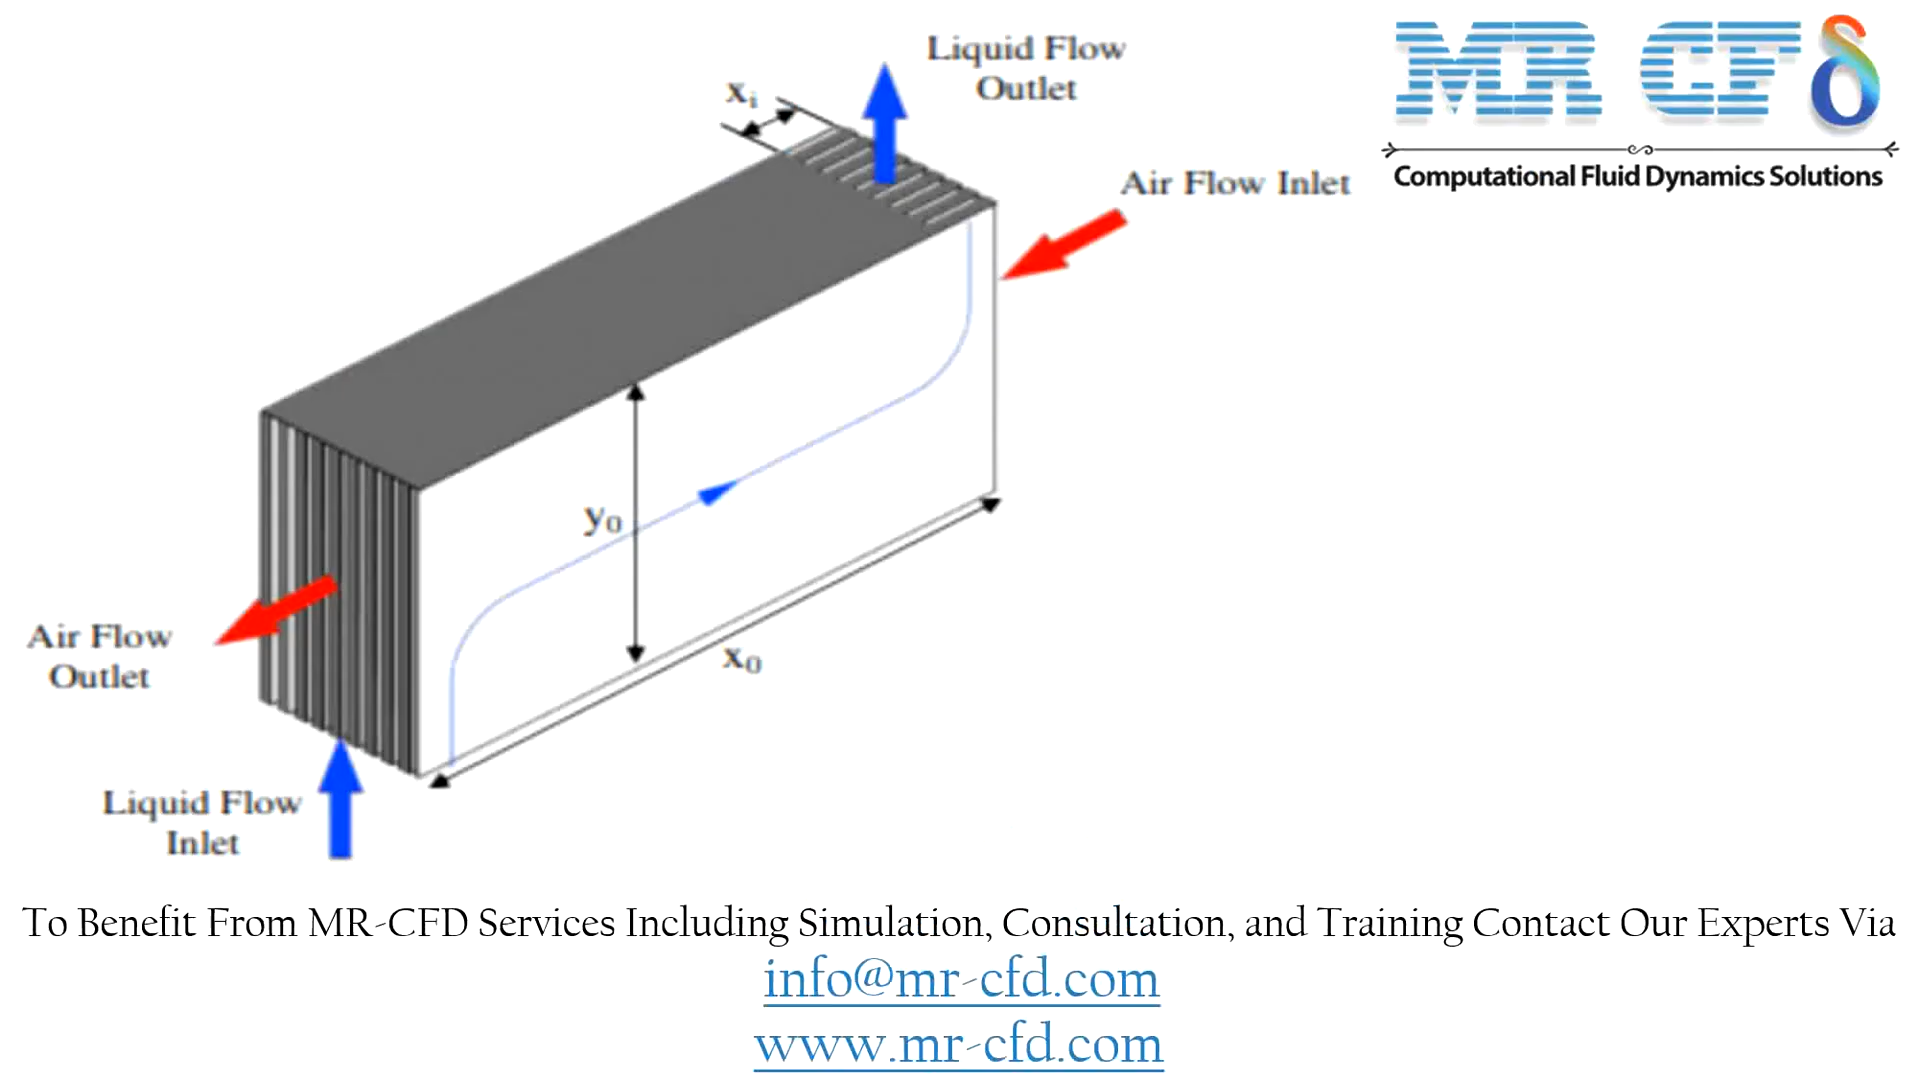 Liquid Flow
Outlet
xi
MR CFδ
Air Flow Inlet
Computational Fluid Dynamics Solutions
y0
x0
Air Flow
Outlet
Liquid Flow
Inlet
To Benefit From MR-CFD Services Including Simulation, Consultation, and Training Contact Our Experts Via
info@mr-cfd.com
www.mr-cfd.com